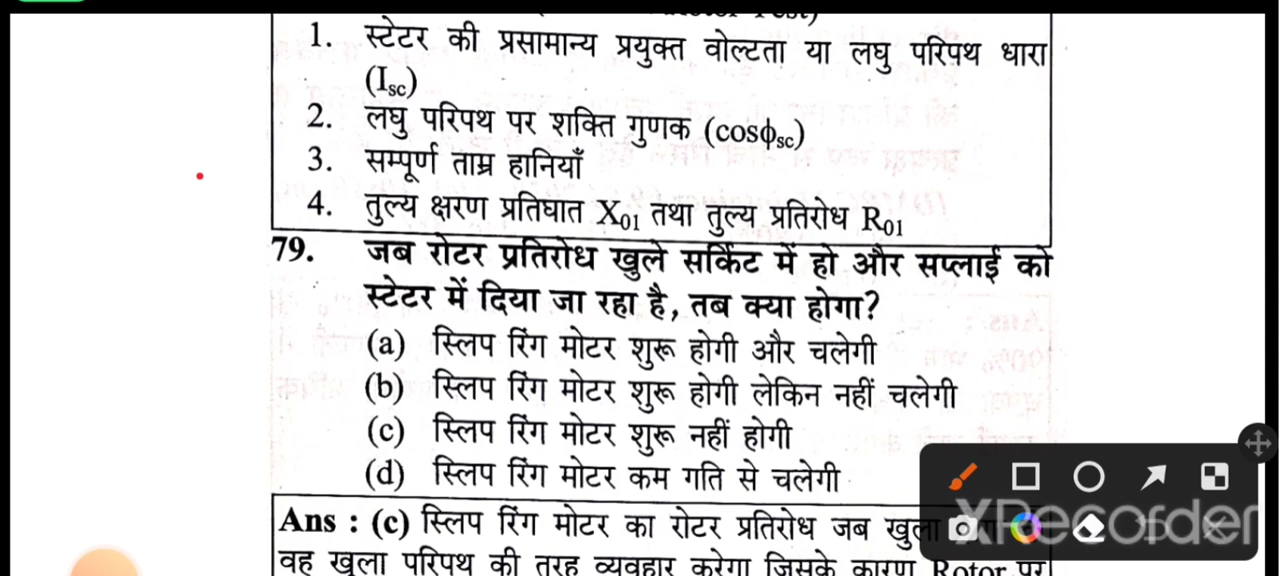 1. स्टेटर की प्रसामान्य प्रयुक्त वोल्टता या लघु परिपथ धारा
(Isc)
2. लघु परिपथ पर शक्ति गुणक (cosϕsc)
3. सम्पूर्ण ताम्र हानियाँ
4. तुल्य क्षरण प्रतिघात X01 तथा तुल्य प्रतिरोध R01
79. जब रोटर प्रतिरोध खुले सर्किट में हो और सप्लाई को
स्टेटर में दिया जा रहा है, तब क्या होगा?
(a) स्लिप रिंग मोटर शुरू होगी और चलेगी
(b) स्लिप रिंग मोटर शुरू होगी लेकिन नहीं चलेगी
(c) स्लिप रिंग मोटर शुरू नहीं होगी
(d) स्लिप रिंग मोटर कम गति से चलेगी
Ans : (c) स्लिप रिंग मोटर का रोटर प्रतिरोध जब खुला
वह खुला परिपथ की तरह व्यवहार करेगा जिसके कारण Rotor पर
XRecorder